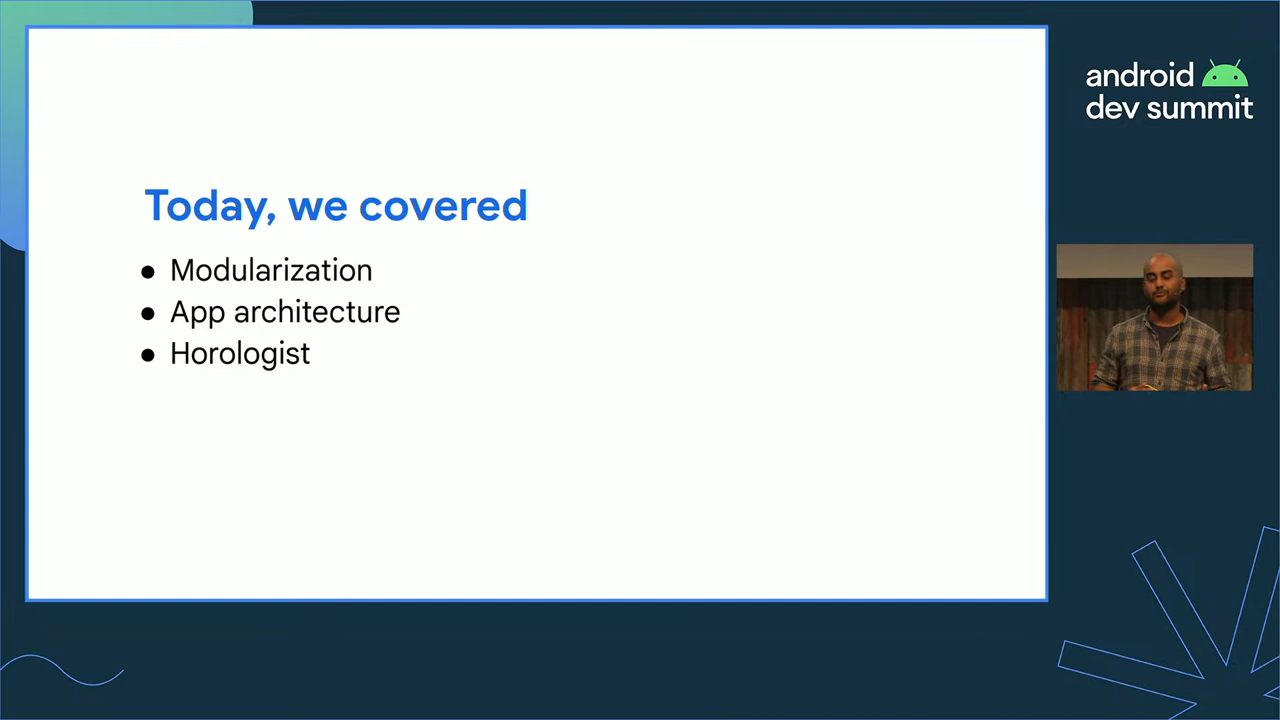 Today, we covered
● Modularization
● App architecture
● Horologist
android
dev summit